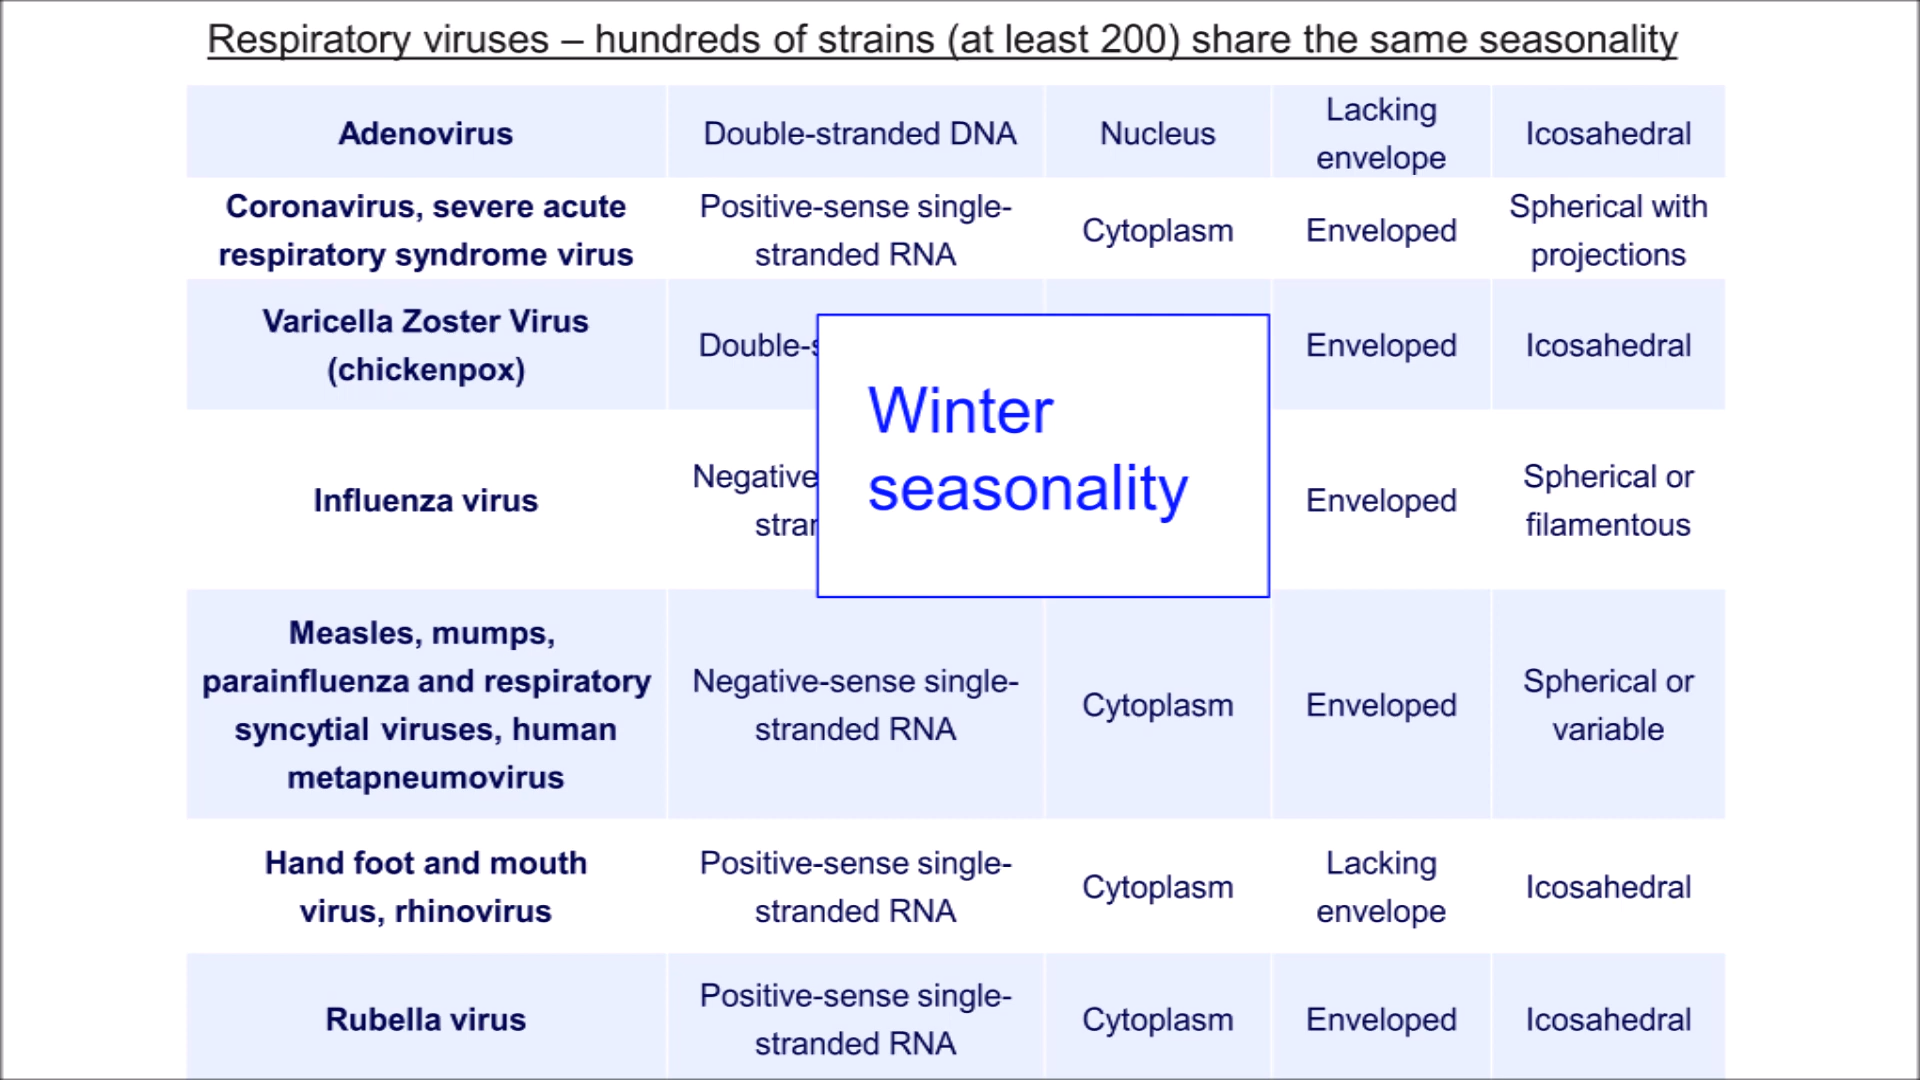 Respiratory viruses – hundreds of strains (at least 200) share the same seasonality
Adenovirus
Double-stranded DNA
Nucleus
Lacking
envelope
Icosahedral
Coronavirus, severe acute
respiratory syndrome virus
Positive-sense single-
stranded RNA
Cytoplasm
Enveloped
Spherical with
projections
Varicella Zoster Virus
(chickenpox)
Enveloped
Icosahedral
Influenza virus
Negative
Winter
seasonality
Enveloped
Spherical or
filamentous
Measles, mumps,
parainfluenza and respiratory
syncytial viruses, human
metapneumovirus
Negative-sense single-
stranded RNA
Cytoplasm
Enveloped
Spherical or
variable
Hand foot and mouth
virus, rhinovirus
Positive-sense single-
stranded RNA
Cytoplasm
Lacking
envelope
Icosahedral
Rubella virus
Positive-sense single-
stranded RNA
Cytoplasm
Enveloped
Icosahedral